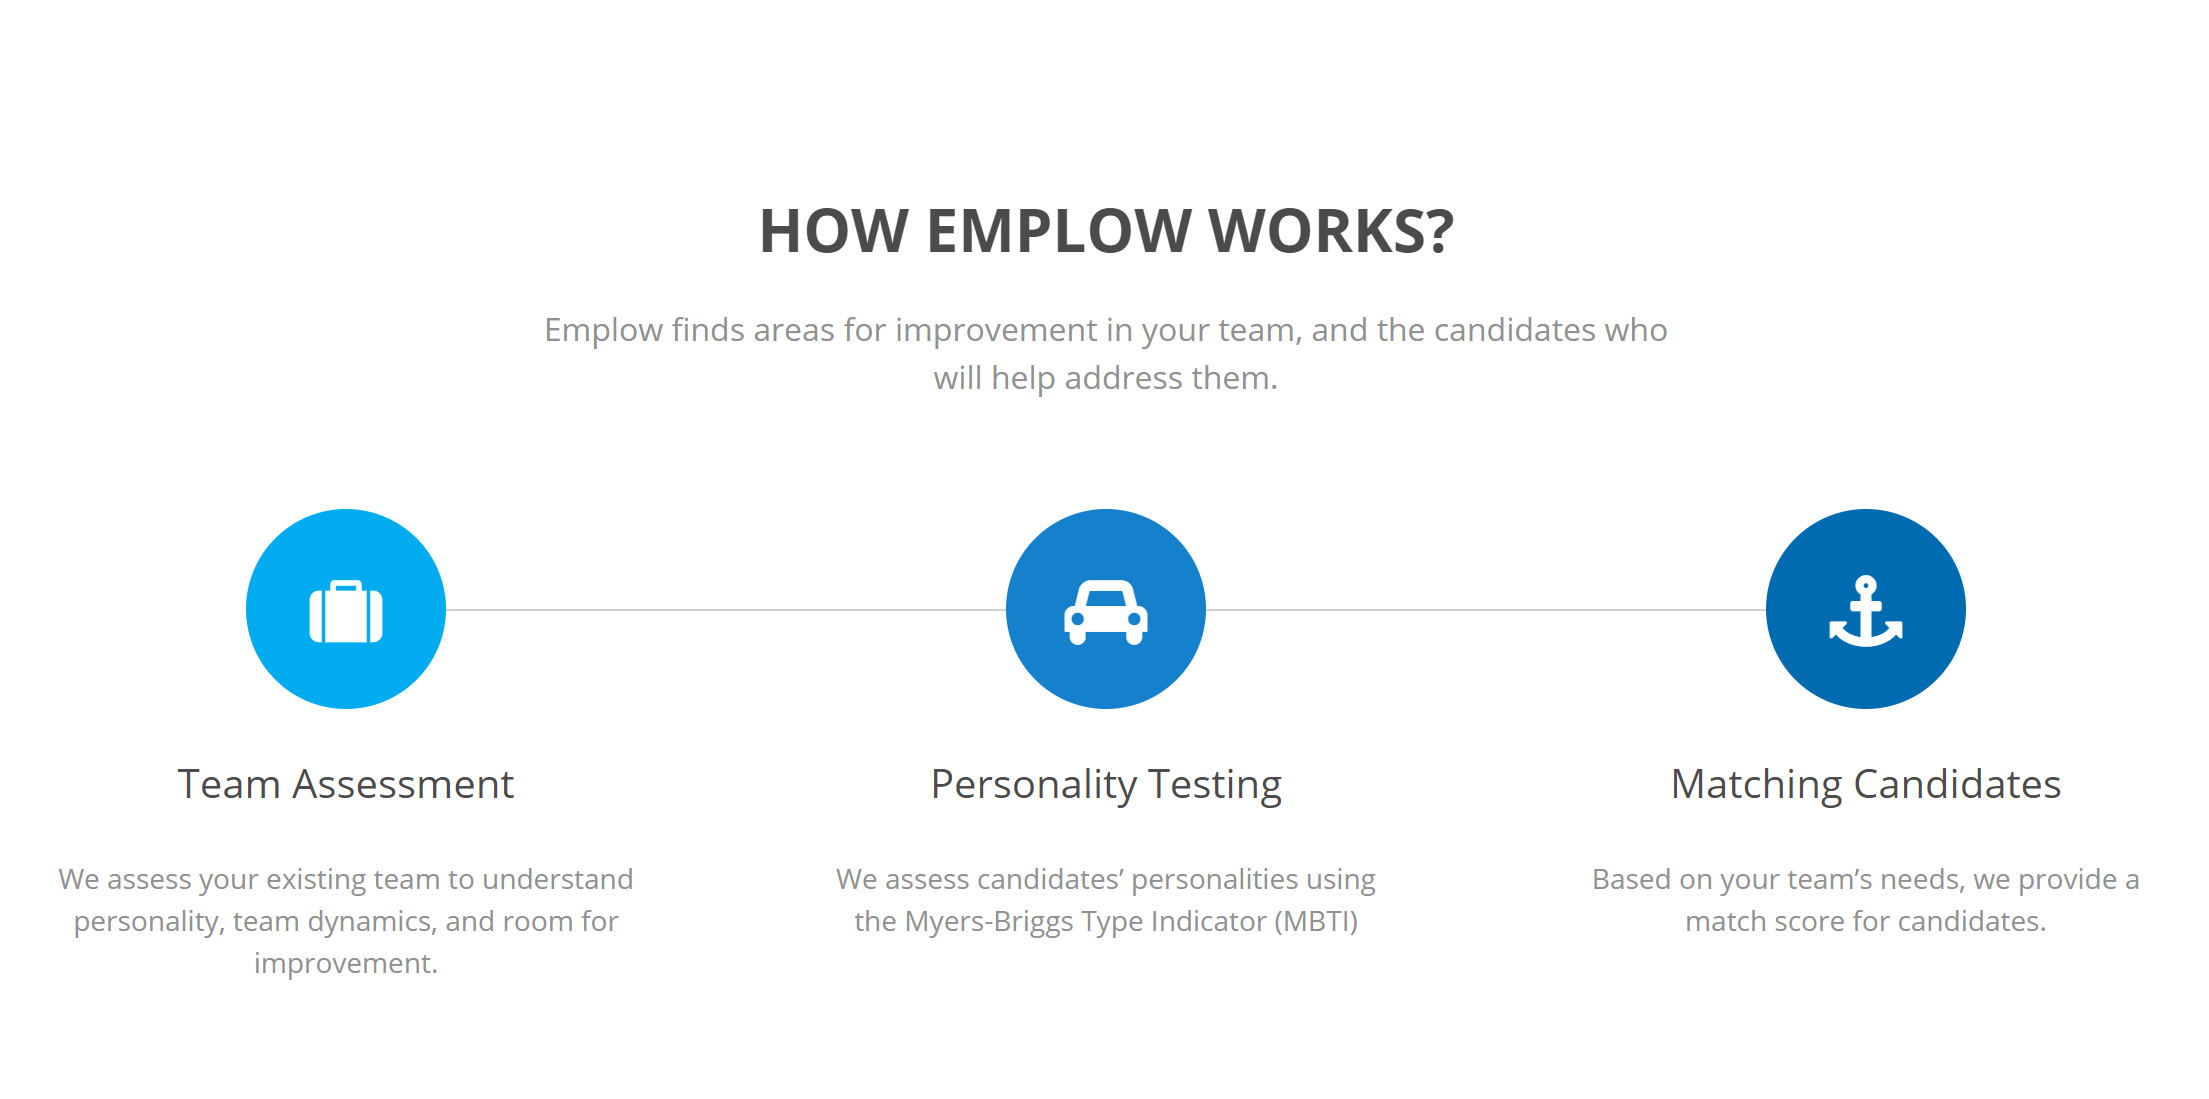 HOW EMPLOW WORKS?
Emplow finds areas for improvement in your team, and the candidates who
will help address them.
Team Assessment
We assess your existing team to understand
personality, team dynamics, and room for
improvement.
Personality Testing
We assess candidates’ personalities using
the Myers-Briggs Type Indicator (MBTI)
Matching Candidates
Based on your team’s needs, we provide a
match score for candidates.